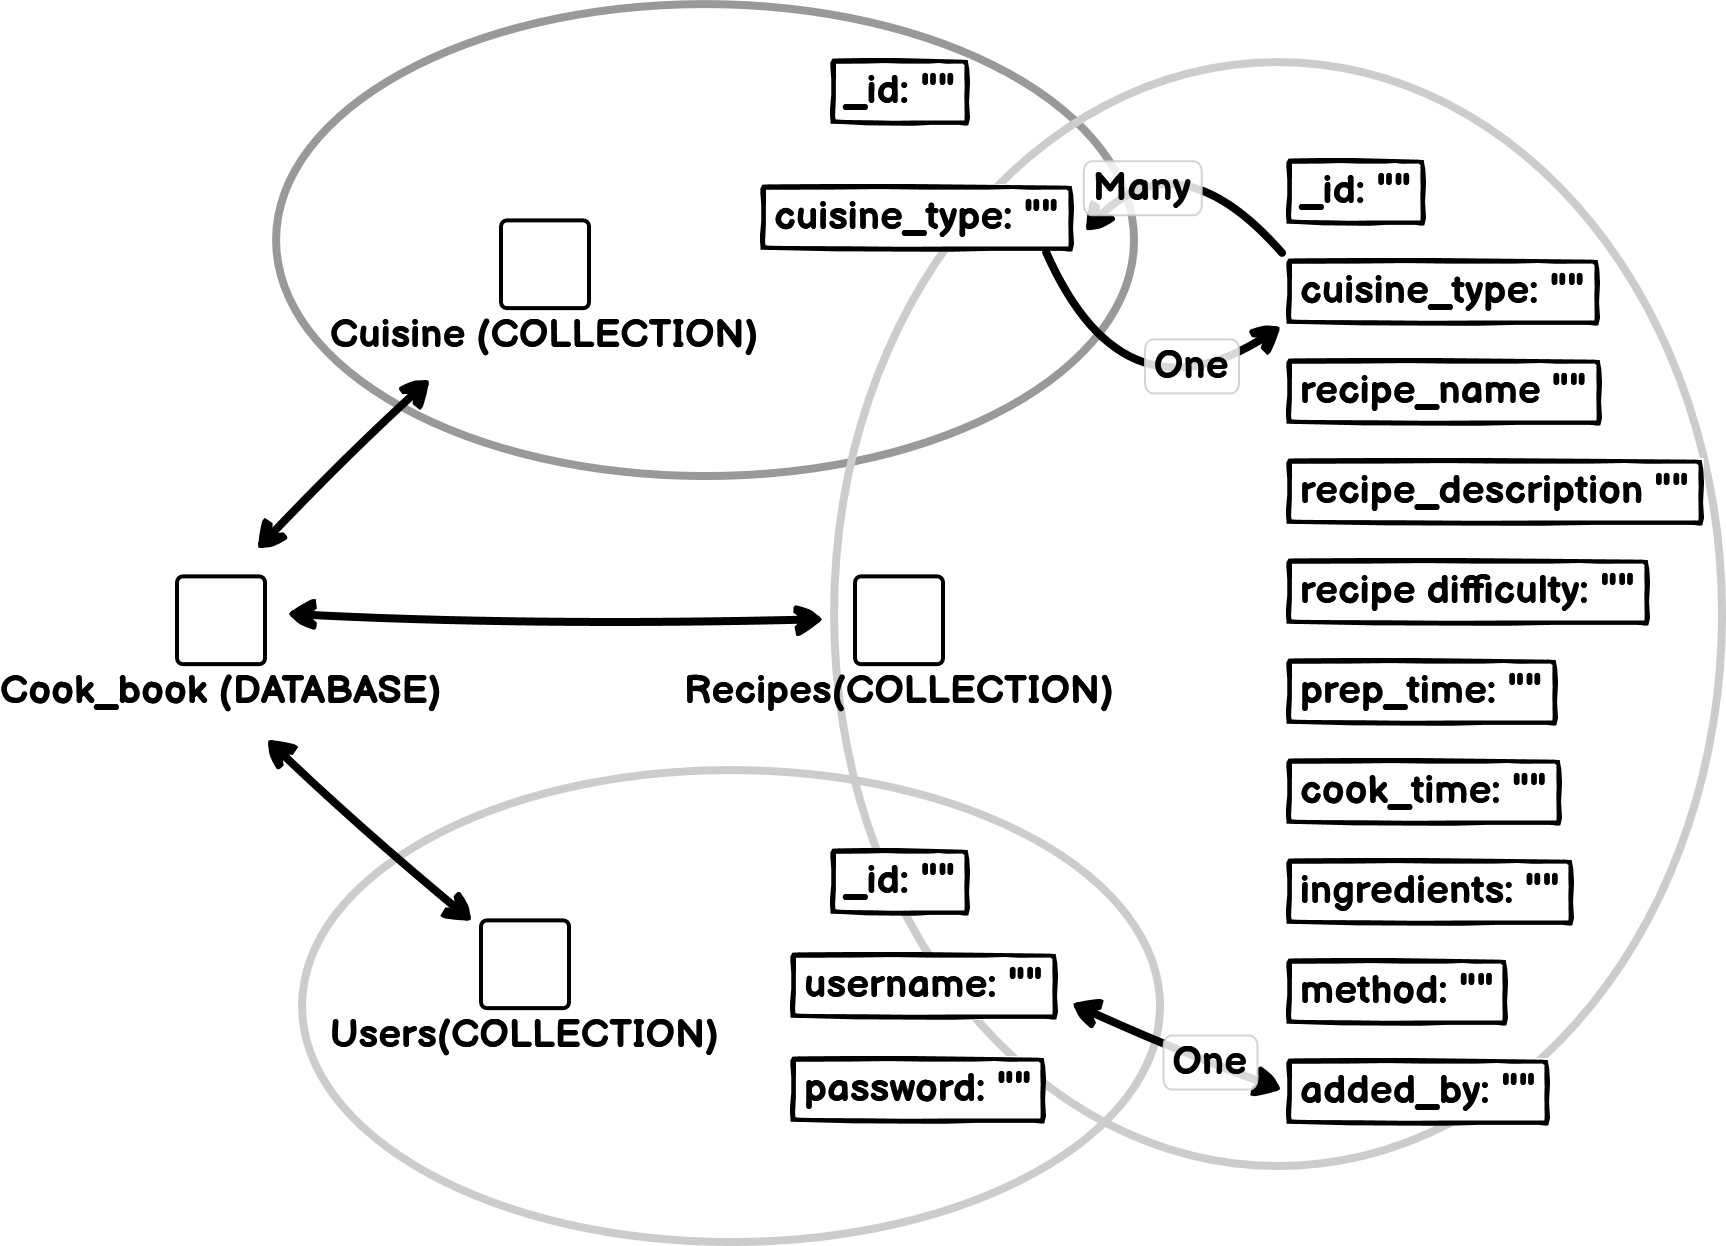 _id: ""
cuisine_type: ""
Many
One
Cuisine (COLLECTION)
Cook_book (DATABASE)
Recipes(COLLECTION)
_id: ""
cuisine_type: ""
recipe_name ""
recipe_description ""
recipe difficulty: ""
prep_time: ""
cook_time: ""
ingredients: ""
method: ""
added_by: ""
_id: ""
username: ""
password: ""
One
Users(COLLECTION)